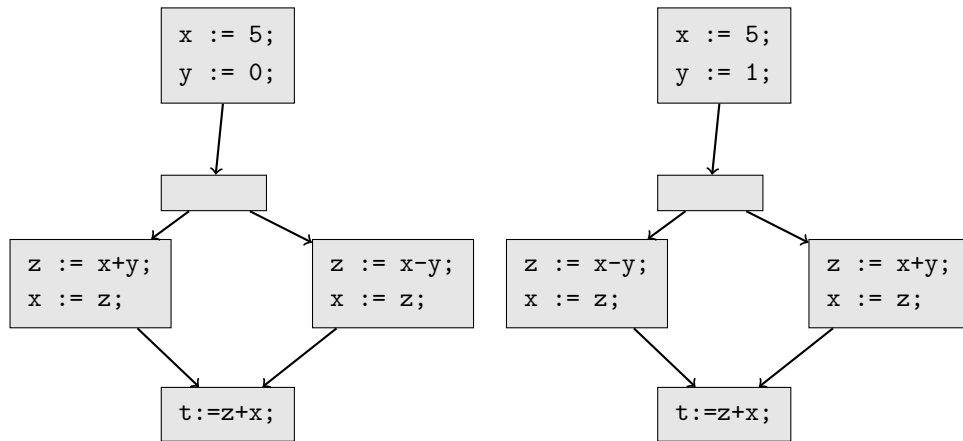 x := 5;
y := 0;
z := x+y;
x := z;
z := x−y;
x := z;
t:=z+x;
x := 5;
y := 1;
z := x−y;
x := z;
z := x+y;
x := z;
t:=z+x;